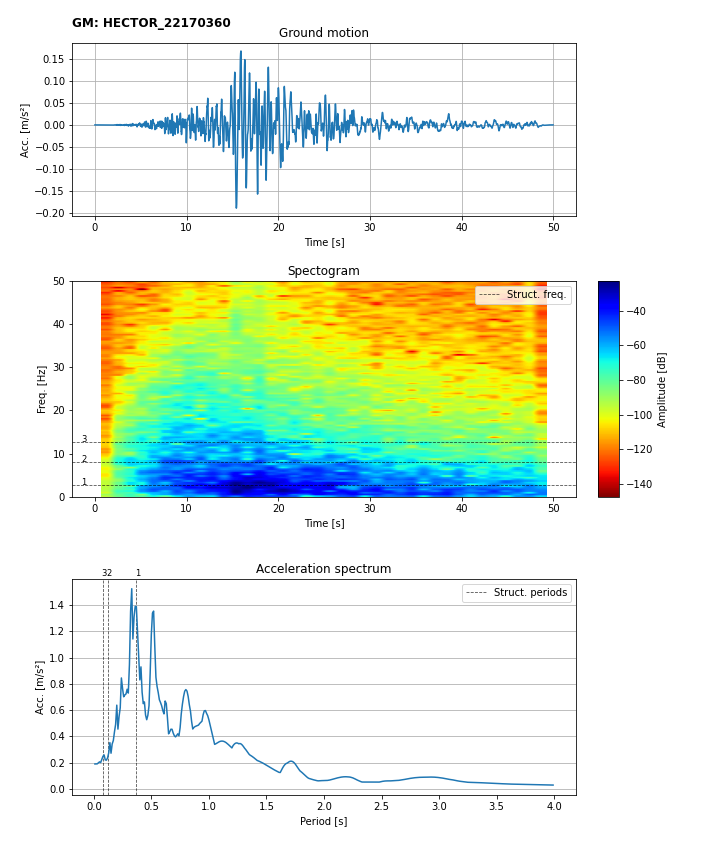 GM: HECTOR_22170360
Ground motion
0.15
0.10
0.05
0.00
−0.05
−0.10
−0.15
−0.20
Acc. [m/s²]
0 10 20 30 40 50
Time [s]
Spectogram
Struct. freq.
50
40
30
20
10
0
Freq. [Hz]
3
2
1
0 10 20 30 40 50
Time [s]
−40
−60
−80
−100
−120
−140
Amplitude [dB]
Acceleration spectrum
3 2 1
Struct. periods
1.4
1.2
1.0
0.8
0.6
0.4
0.2
0.0
Acc. [m/s²]
0.0 0.5 1.0 1.5 2.0 2.5 3.0 3.5 4.0
Period [s]